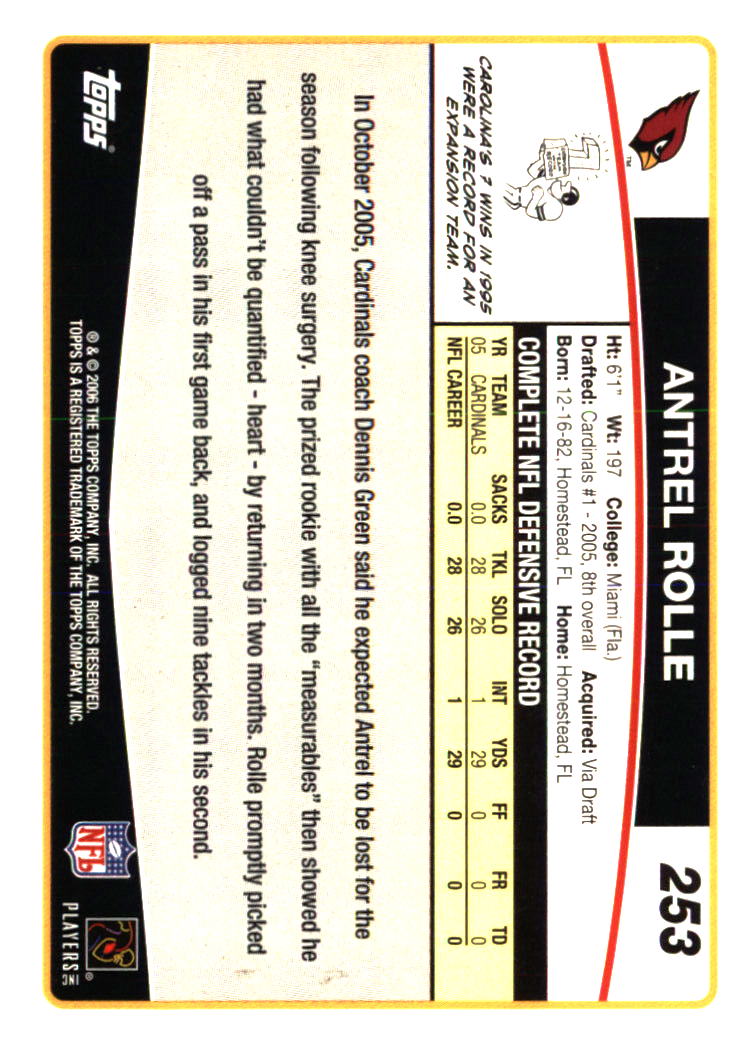 ANTREL ROLLE
253
Ht: 6'1" Wt: 197 College: Miami (Fla.)
Drafted: Cardinals #1 - 2005, 8th overall Acquired: Via Draft
Born: 12-16-82, Homestead, FL Home: Homestead, FL
TM
CAROLINA'S 7 WINS IN 1995
WERE A RECORD FOR AN
EXPANSION TEAM.
COMPLETE NFL DEFENSIVE RECORD
YR TEAM SACKS TKL SOLO INT YDS FF FR TD
05 CARDINALS 0.0 28 26 1 29 0 0 0
NFL CAREER 0.0 28 26 1 29 0 0 0
In October 2005, Cardinals coach Dennis Green said he expected Antrel to be lost for the
season following knee surgery. The prized rookie with all the "measurables" then showed he
had what couldn't be quantified - heart - by returning in two months. Rolle promptly picked
off a pass in his first game back, and logged nine tackles in his second.
topps®
® & © 2006 THE TOPPS COMPANY, INC. ALL RIGHTS RESERVED.
TOPPS IS A REGISTERED TRADEMARK OF THE TOPPS COMPANY, INC.
NFL
PLAYERS INC
®